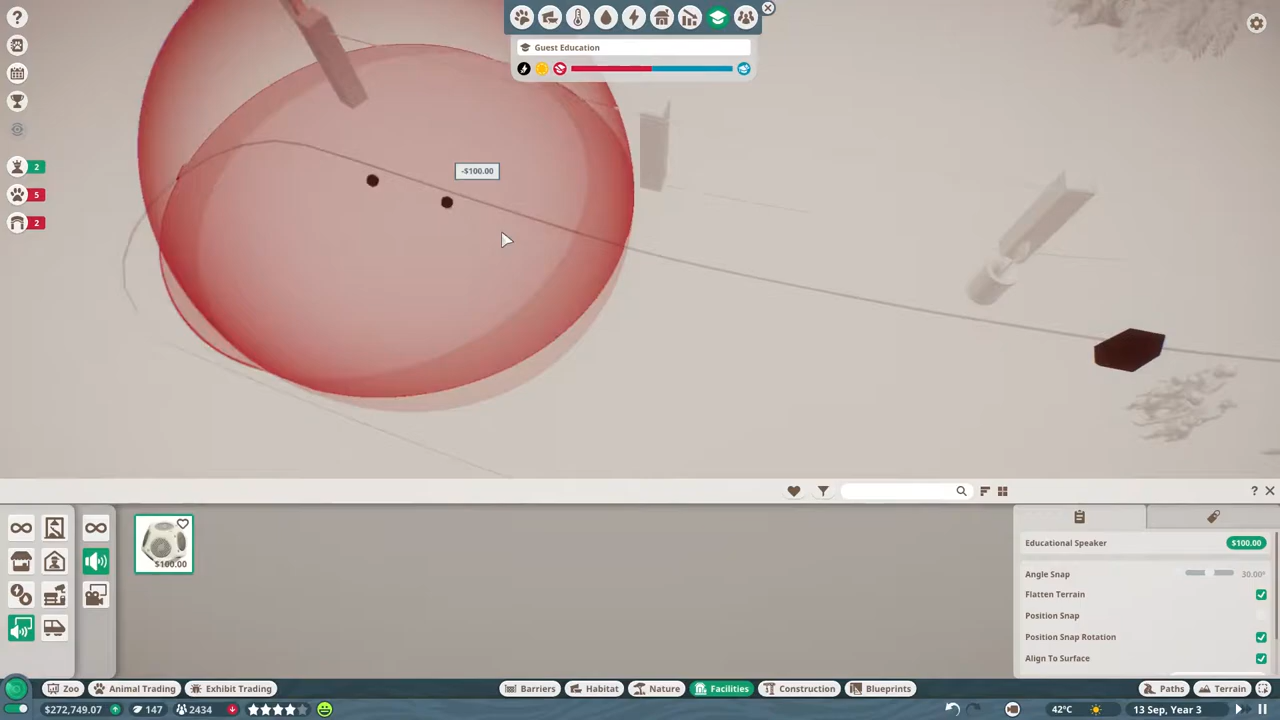 Guest Education
2
5
2
-$100.00
$100.00
Educational Speaker $100.00
Angle Snap 30.00°
Flatten Terrain
Position Snap
Position Snap Rotation
Align To Surface
Zoo Animal Trading Exhibit Trading Barriers Habitat Nature Facilities Construction Blueprints Paths Terrain
$272,749.07 147 2434 42°C 13 Sep, Year 3